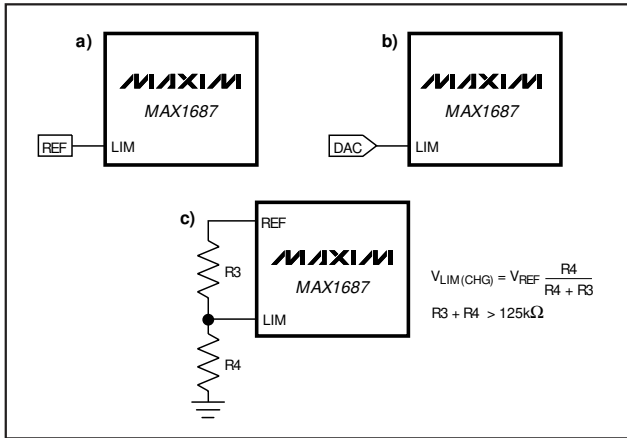 a)
MAXIM
MAX1687
REF
LIM
b)
MAXIM
MAX1687
DAC
LIM
c)
REF
R3
MAXIM
MAX1687
LIM
R4
V_LIM(CHG) = V_REF R4 / R4 + R3
R3 + R4 > 125kΩ